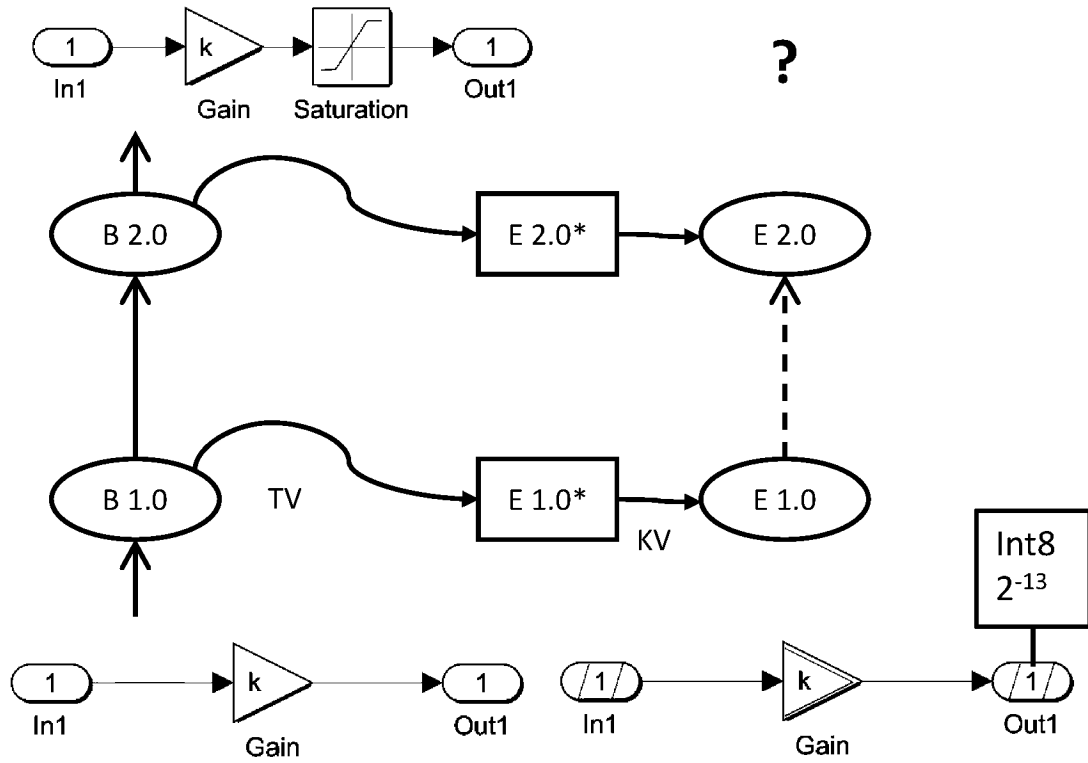 1 k 1 ?
In1 Gain Saturation Out1
B 2.0 E 2.0* E 2.0
B 1.0 TV E 1.0* KV E 1.0
Int8
2⁻¹³
1 k 1 1 k 1
In1 Gain Out1 In1 Gain Out1